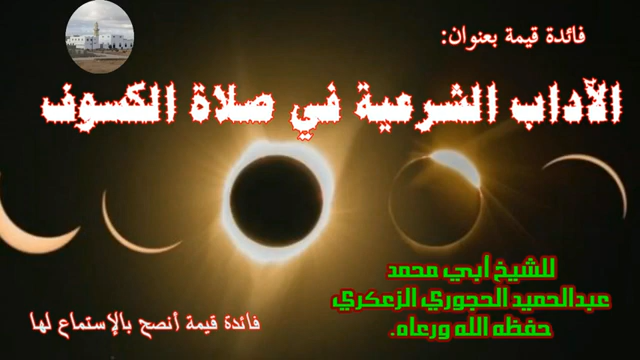 فائدة قيمة بعنوان:
الآداب الشرعية في صلاة الكسوف
للشيخ أبي محمد
عبدالحميد الحجوري الزعكري
حفظه الله ورعاه.
فائدة قيمة أنصح بالإستماع لها